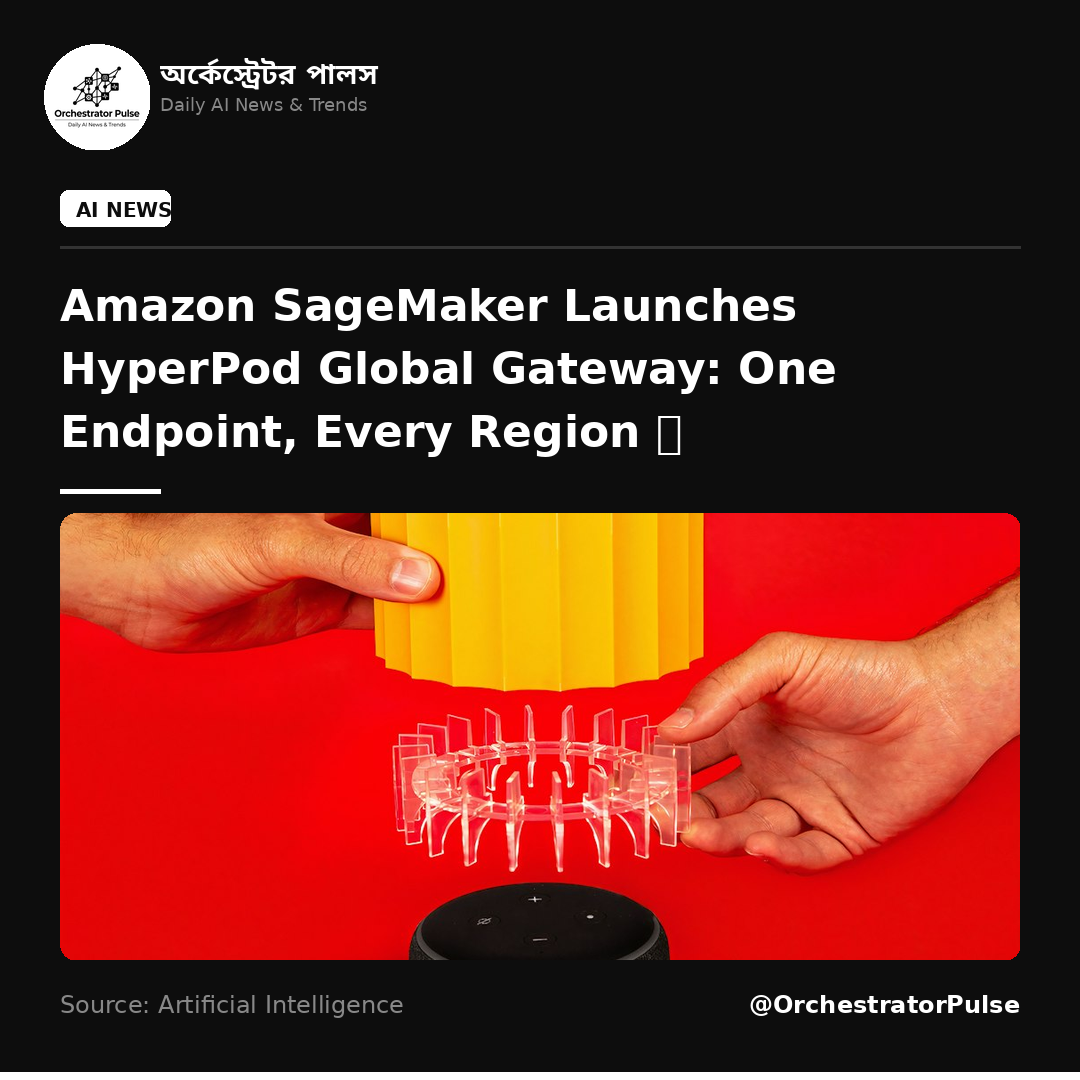 অর্কেস্ট্রেটর পালস
Daily AI News & Trends
Orchestrator Pulse
Daily AI News & Trends
AI NEWS
Amazon SageMaker Launches
HyperPod Global Gateway: One
Endpoint, Every Region
Source: Artificial Intelligence
@OrchestratorPulse